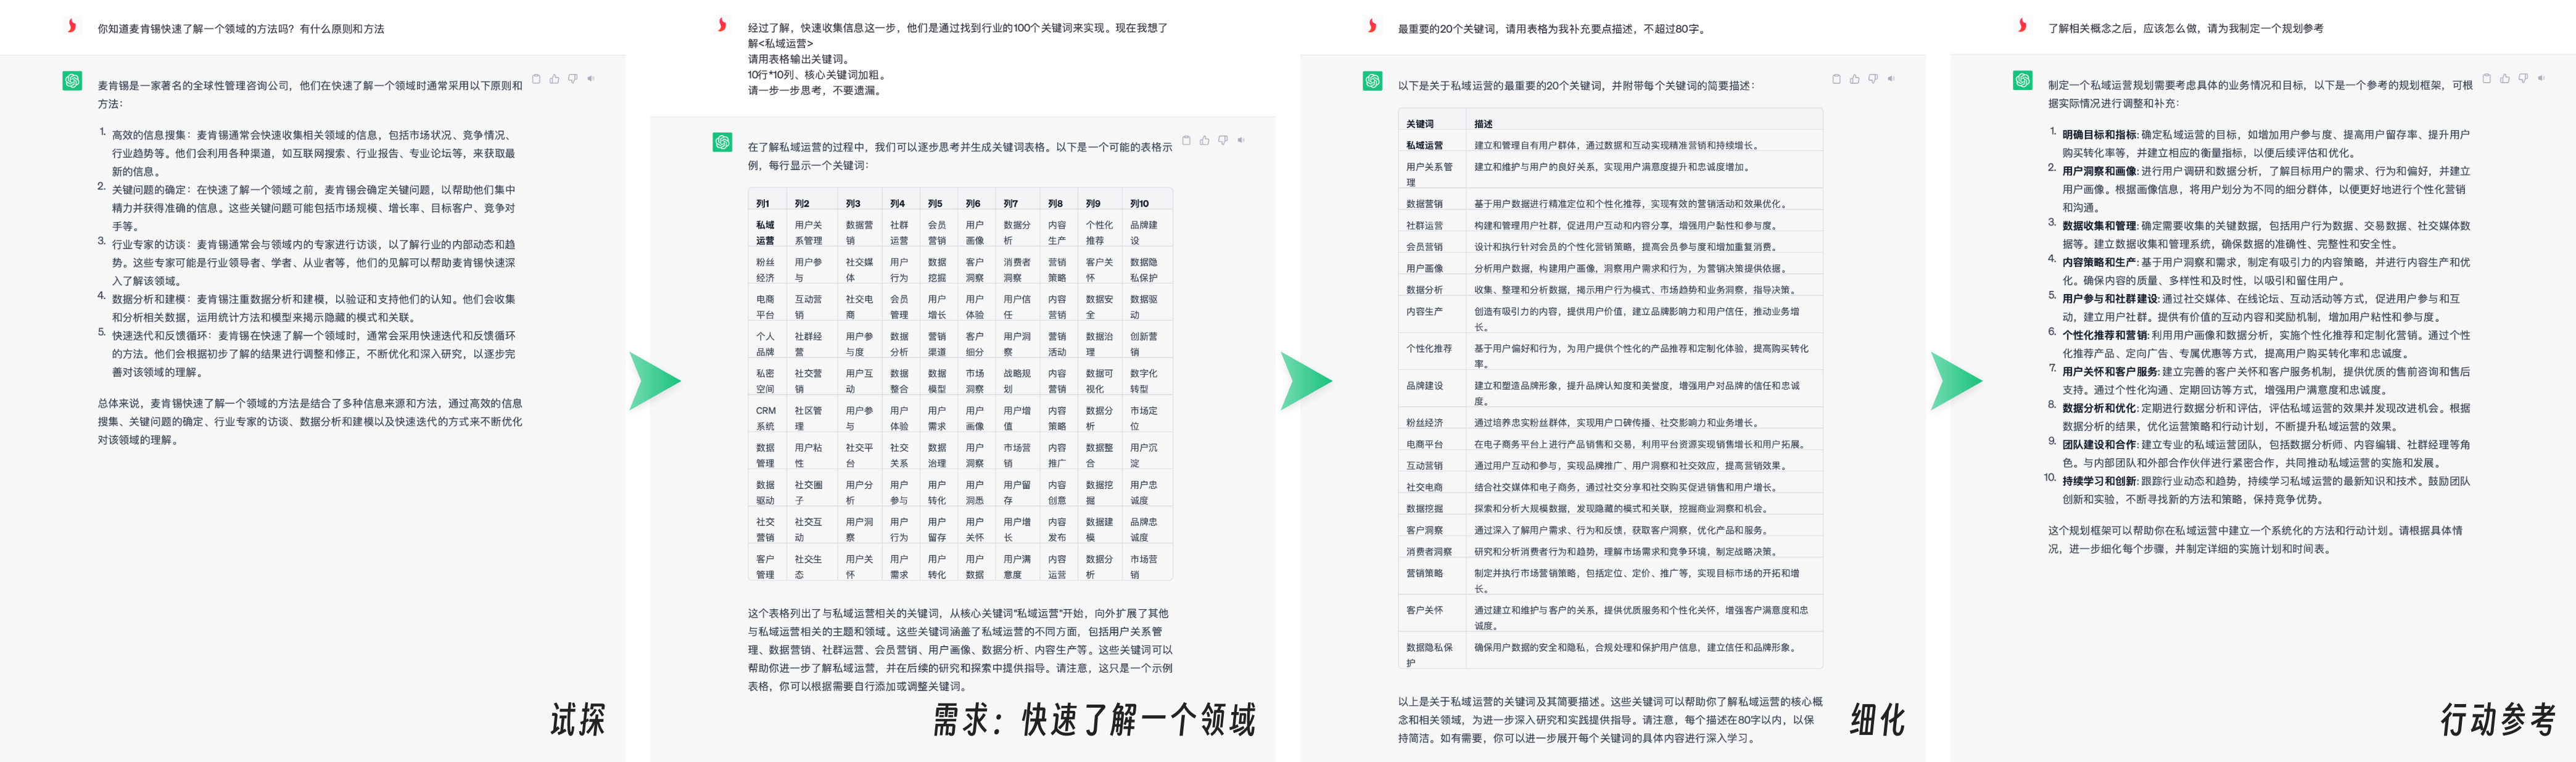 你知道麦肯锡快速了解一个领域的方法吗？有什么原则和方法
麦肯锡是一家著名的全球性管理咨询公司，他们在快速了解一个领域时通常采用以下原则和
方法：
1. 高效的信息搜集：麦肯锡通常会快速收集相关领域的信息，包括市场状况、竞争情况、
行业趋势等。他们会利用各种渠道，如互联网搜索、行业报告、专业论坛等，来获取最
新的信息。
2. 关键问题的确定：在快速了解一个领域之前，麦肯锡会确定关键问题，以帮助他们集中
精力并获得准确的信息。这些关键问题可能包括市场规模、增长率、目标客户、竞争对
手等。
3. 行业专家的访谈：麦肯锡通常会与领域内的专家进行访谈，以了解行业的内部动态和趋
势。这些专家可能是行业领导者、学者、从业者等，他们的见解可以帮助麦肯锡快速深
入了解该领域。
4. 数据分析和建模：麦肯锡注重数据分析和建模，以验证和支持他们的认知。他们会收集
和分析相关数据，运用统计方法和模型来揭示隐藏的模式和关联。
5. 快速迭代和反馈循环：麦肯锡在快速了解一个领域时，通常会采用快速迭代和反馈循环
的方法。他们会根据初步了解的结果进行调整和修正，不断优化和深入研究，以逐步完
善对该领域的理解。
总体来说，麦肯锡快速了解一个领域的方法是结合了多种信息来源和方法，通过高效的信息
搜集、关键问题的确定、行业专家的访谈、数据分析和建模以及快速迭代的方式来不断优化
对该领域的理解。
试探
经过了解，快速收集信息这一步，他们是通过找到行业的100个关键词来实现。现在我想了
解<私域运营>
请用表格输出关键词。
10行*10列、核心关键词加粗。
请一步一步思考，不要遗漏。
在了解私域运营的过程中，我们可以逐步思考并生成关键词表格。以下是一个可能的表格示
例，每行显示一个关键词：
列1 列2 列3 列4 列5 列6 列7 列8 列9 列10
私域运营 用户关系管理 数据营销 社群运营 会员营销 用户画像 数据分析 内容生产 个性化推荐 品牌建设
粉丝经济 用户参与 社交媒体 用户行为 数据挖掘 客户洞察 消费者洞察 营销策略 客户关怀 数据隐私保护
电商平台 互动营销 社交电商 会员管理 用户增长 用户体验 用户信任 内容营销 数据安全 数据驱动
个人品牌 社群经营 用户参与度 数据分析 营销渠道 客户细分 用户洞察 营销活动 数据治理 创新营销
私密空间 社交营销 用户互动 数据整合 数据模型 市场洞察 战略规划 内容营销 数据可视化 数字化转型
CRM系统 社区管理 用户参与 用户体验 用户需求 用户画像 用户增值 内容策略 数据分析 市场定位
数据管理 用户粘性 社交平台 社交关系 数据治理 用户洞察 市场营销 内容推广 数据整合 用户沉淀
数据驱动 社交圈子 用户分析 用户参与 用户转化 用户洞悉 用户留存 内容创意 数据挖掘 用户忠诚度
社交营销 社交互动 用户洞察 用户行为 用户留存 用户关怀 用户增长 内容发布 数据建模 品牌忠诚度
客户管理 社交生态 用户关怀 用户需求 用户转化 用户数据 用户满意度 内容运营 数据分析 市场营销
这个表格列出了与私域运营相关的关键词，从核心关键词"私域运营"开始，向外扩展了其他
与私域运营相关的主题和领域。这些关键词涵盖了私域运营的不同方面，包括用户关系管
理、数据营销、社群运营、会员营销、用户画像、数据分析、内容生产等。这些关键词可以
帮助你进一步了解私域运营，并在后续的研究和探索中提供指导。请注意，这只是一个示例
表格，你可以根据需要自行添加或调整关键词。
需求：快速了解一个领域
最重要的20个关键词，请用表格为我补充要点描述，不超过80字。
以下是关于私域运营的最重要的20个关键词，并附带每个关键词的简要描述：
关键词 描述
私域运营 建立和管理自有用户群体，通过数据和互动实现精准营销和持续增长。
用户关系管理 建立和维护与用户的良好关系，实现用户满意度提升和忠诚度增加。
数据营销 基于用户数据进行精准定位和个性化推荐，实现有效的营销活动和效果优化。
社群运营 构建和管理用户社群，促进用户互动和内容分享，增强用户黏性和参与度。
会员营销 设计和执行针对会员的个性化营销策略，提高会员参与度和增加重复消费。
用户画像 分析用户数据，构建用户画像，洞察用户需求和行为，为营销决策提供依据。
数据分析 收集、整理和分析数据，揭示用户行为模式、市场趋势和业务洞察，指导决策。
内容生产 创造有吸引力的内容，提供用户价值，建立品牌影响力和用户信任，推动业务增
长。
个性化推荐 基于用户偏好和行为，为用户提供个性化的产品推荐和定制化体验，提高购买转化
率。
品牌建设 建立和塑造品牌形象，提升品牌认知度和美誉度，增强用户对品牌的信任和忠诚
度。
粉丝经济 通过培养忠实粉丝群体，实现用户口碑传播、社交影响力和业务增长。
电商平台 在电子商务平台上进行产品销售和交易，利用平台资源实现销售增长和用户拓展。
互动营销 通过用户互动和参与，实现品牌推广、用户洞察和社交效应，提高营销效果。
社交电商 结合社交媒体和电子商务，通过社交分享和社交购买促进销售和用户增长。
数据挖掘 探索和分析大规模数据，发现隐藏的模式和关联，挖掘商业洞察和机会。
客户洞察 通过深入了解用户需求、行为和反馈，获取客户洞察，优化产品和服务。
消费者洞察 研究和分析消费者行为和趋势，理解市场需求和竞争环境，制定战略决策。
营销策略 制定并执行市场营销策略，包括定位、定价、推广等，实现目标市场的开拓和增
长。
客户关怀 通过建立和维护与客户的关系，提供优质服务和个性化关怀，增强客户满意度和忠
诚度。
数据隐私保护 确保用户数据的安全和隐私，合规处理和保护用户信息，建立信任和品牌形象。
以上是关于私域运营的关键词及其简要描述。这些关键词可以帮助你了解私域运营的核心概
念和相关领域，为进一步深入研究和实践提供指导。请注意，每个描述在80字以内，以保
持简洁。如有需要，你可以进一步展开每个关键词的具体内容进行深入学习。
细化
了解相关概念之后，应该怎么做，请为我制定一个规划参考
制定一个私域运营规划需要考虑具体的业务情况和目标，以下是一个参考的规划框架，可根
据实际情况进行调整和补充：
1. 明确目标和指标：确定私域运营的目标，如增加用户参与度、提高用户留存率、提升用户
购买转化率等，并建立相应的衡量指标，以便后续评估和优化。
2. 用户洞察和画像：进行用户调研和数据分析，了解目标用户的需求、行为和偏好，并建立
用户画像。根据画像信息，将用户划分为不同的细分群体，以便更好地进行个性化营销
和沟通。
3. 数据收集和管理：确定需要收集的关键数据，包括用户行为数据、交易数据、社交媒体数
据等。建立数据收集和管理系统，确保数据的准确性、完整性和安全性。
4. 内容策略和生产：基于用户洞察和需求，制定有吸引力的内容策略，并进行内容生产和优
化。确保内容的质量、多样性和及时性，以吸引和留住用户。
5. 用户参与和社群建设：通过社交媒体、在线论坛、互动活动等方式，促进用户参与和互
动，建立用户社群。提供有价值的互动内容和奖励机制，增加用户粘性和参与度。
6. 个性化推荐和营销：利用用户画像和数据分析，实施个性化推荐和定制化营销。通过个性
化推荐产品、定向广告、专属优惠等方式，提高用户购买转化率和忠诚度。
7. 用户关怀和客户服务：建立完善的客户关怀和客户服务机制，提供优质的售前咨询和售后
支持。通过个性化沟通、定期回访等方式，增强用户满意度和忠诚度。
8. 数据分析和优化：定期进行数据分析和评估，评估私域运营的效果并发现改进机会。根据
数据分析的结果，优化运营策略和行动计划，不断提升私域运营的效果。
9. 团队建设和合作：建立专业的私域运营团队，包括数据分析师、内容编辑、社群经理等角
色。与内部团队和外部合作伙伴进行紧密合作，共同推动私域运营的实施和发展。
10. 持续学习和创新：跟踪行业动态和趋势，持续学习私域运营的最新知识和技术。鼓励团队
创新和实验，不断寻找新的方法和策略，保持竞争优势。
这个规划框架可以帮助你在私域运营中建立一个系统化的方法和行动计划。请根据具体情
况，进一步细化每个步骤，并制定详细的实施计划和时间表。
行动参考